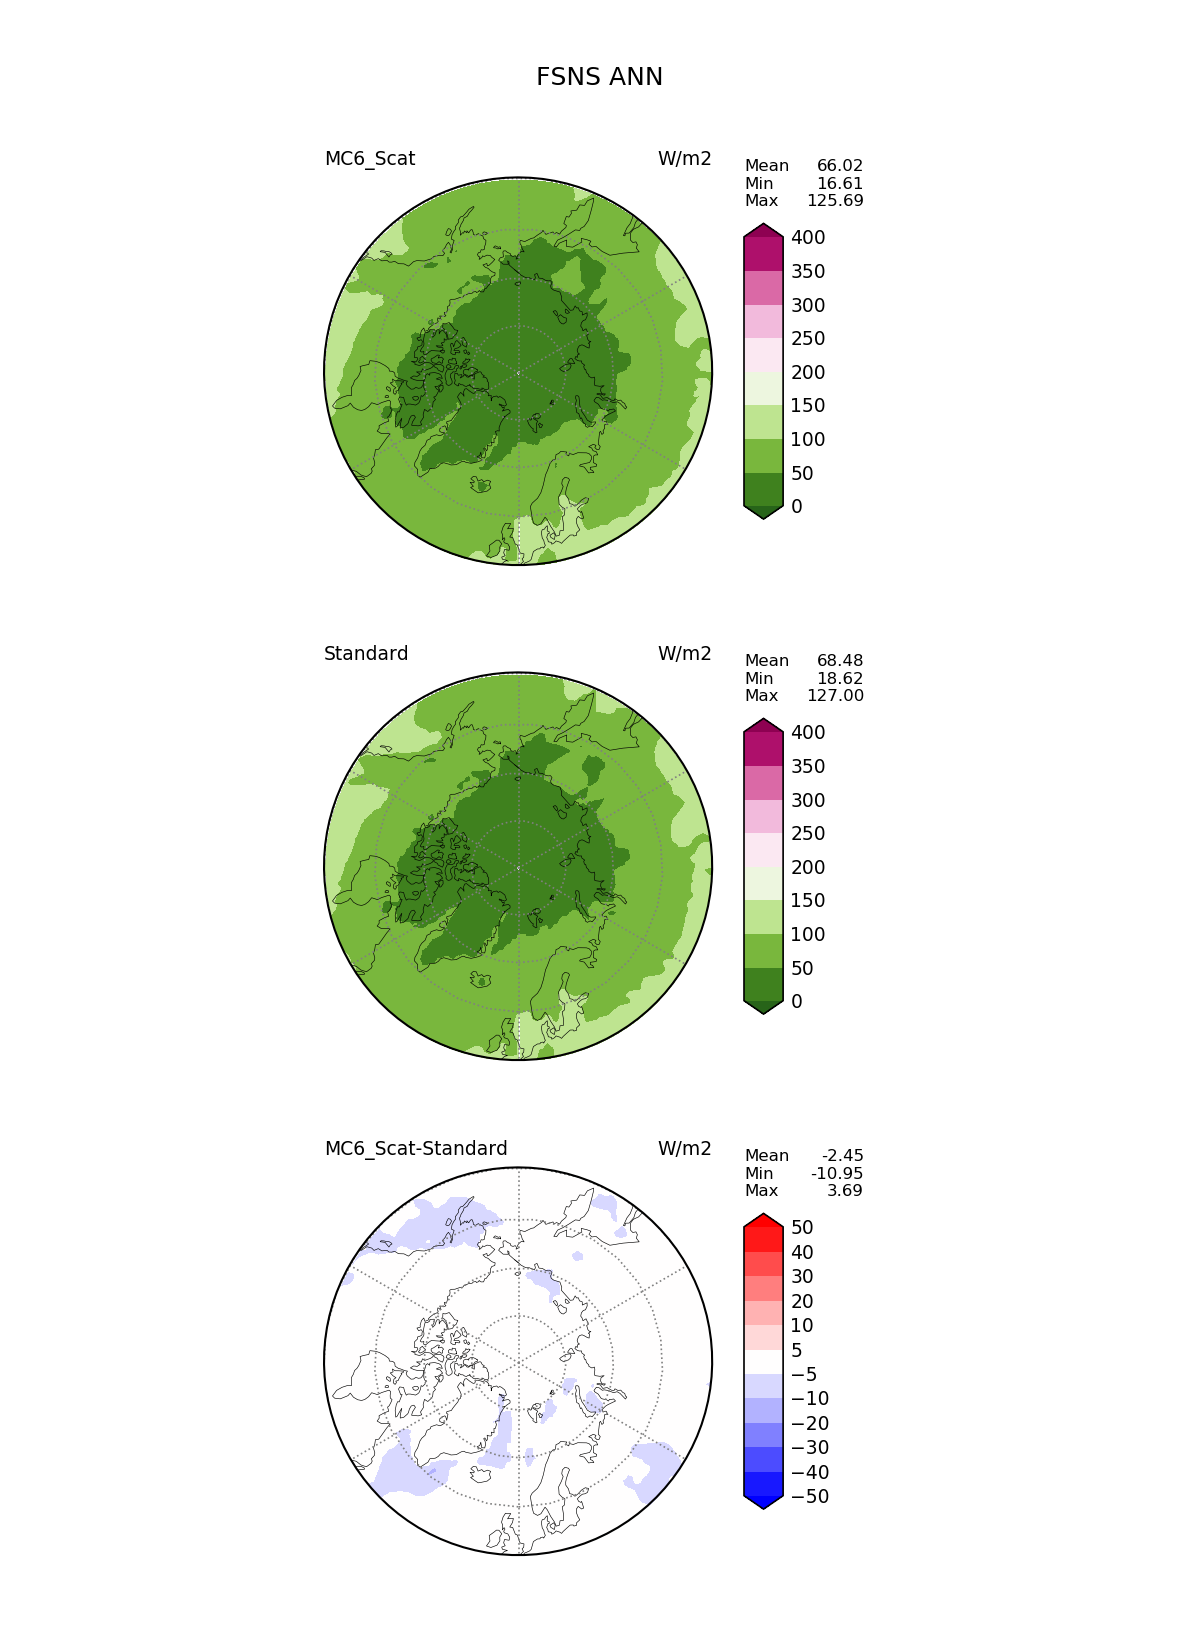 FSNS ANN
MC6_Scat W/m2
Mean 66.02
Min 16.61
Max 125.69
400
350
300
250
200
150
100
50
0
Standard W/m2
Mean 68.48
Min 18.62
Max 127.00
400
350
300
250
200
150
100
50
0
MC6_Scat-Standard W/m2
Mean -2.45
Min -10.95
Max 3.69
50
40
30
20
10
5
−5
−10
−20
−30
−40
−50